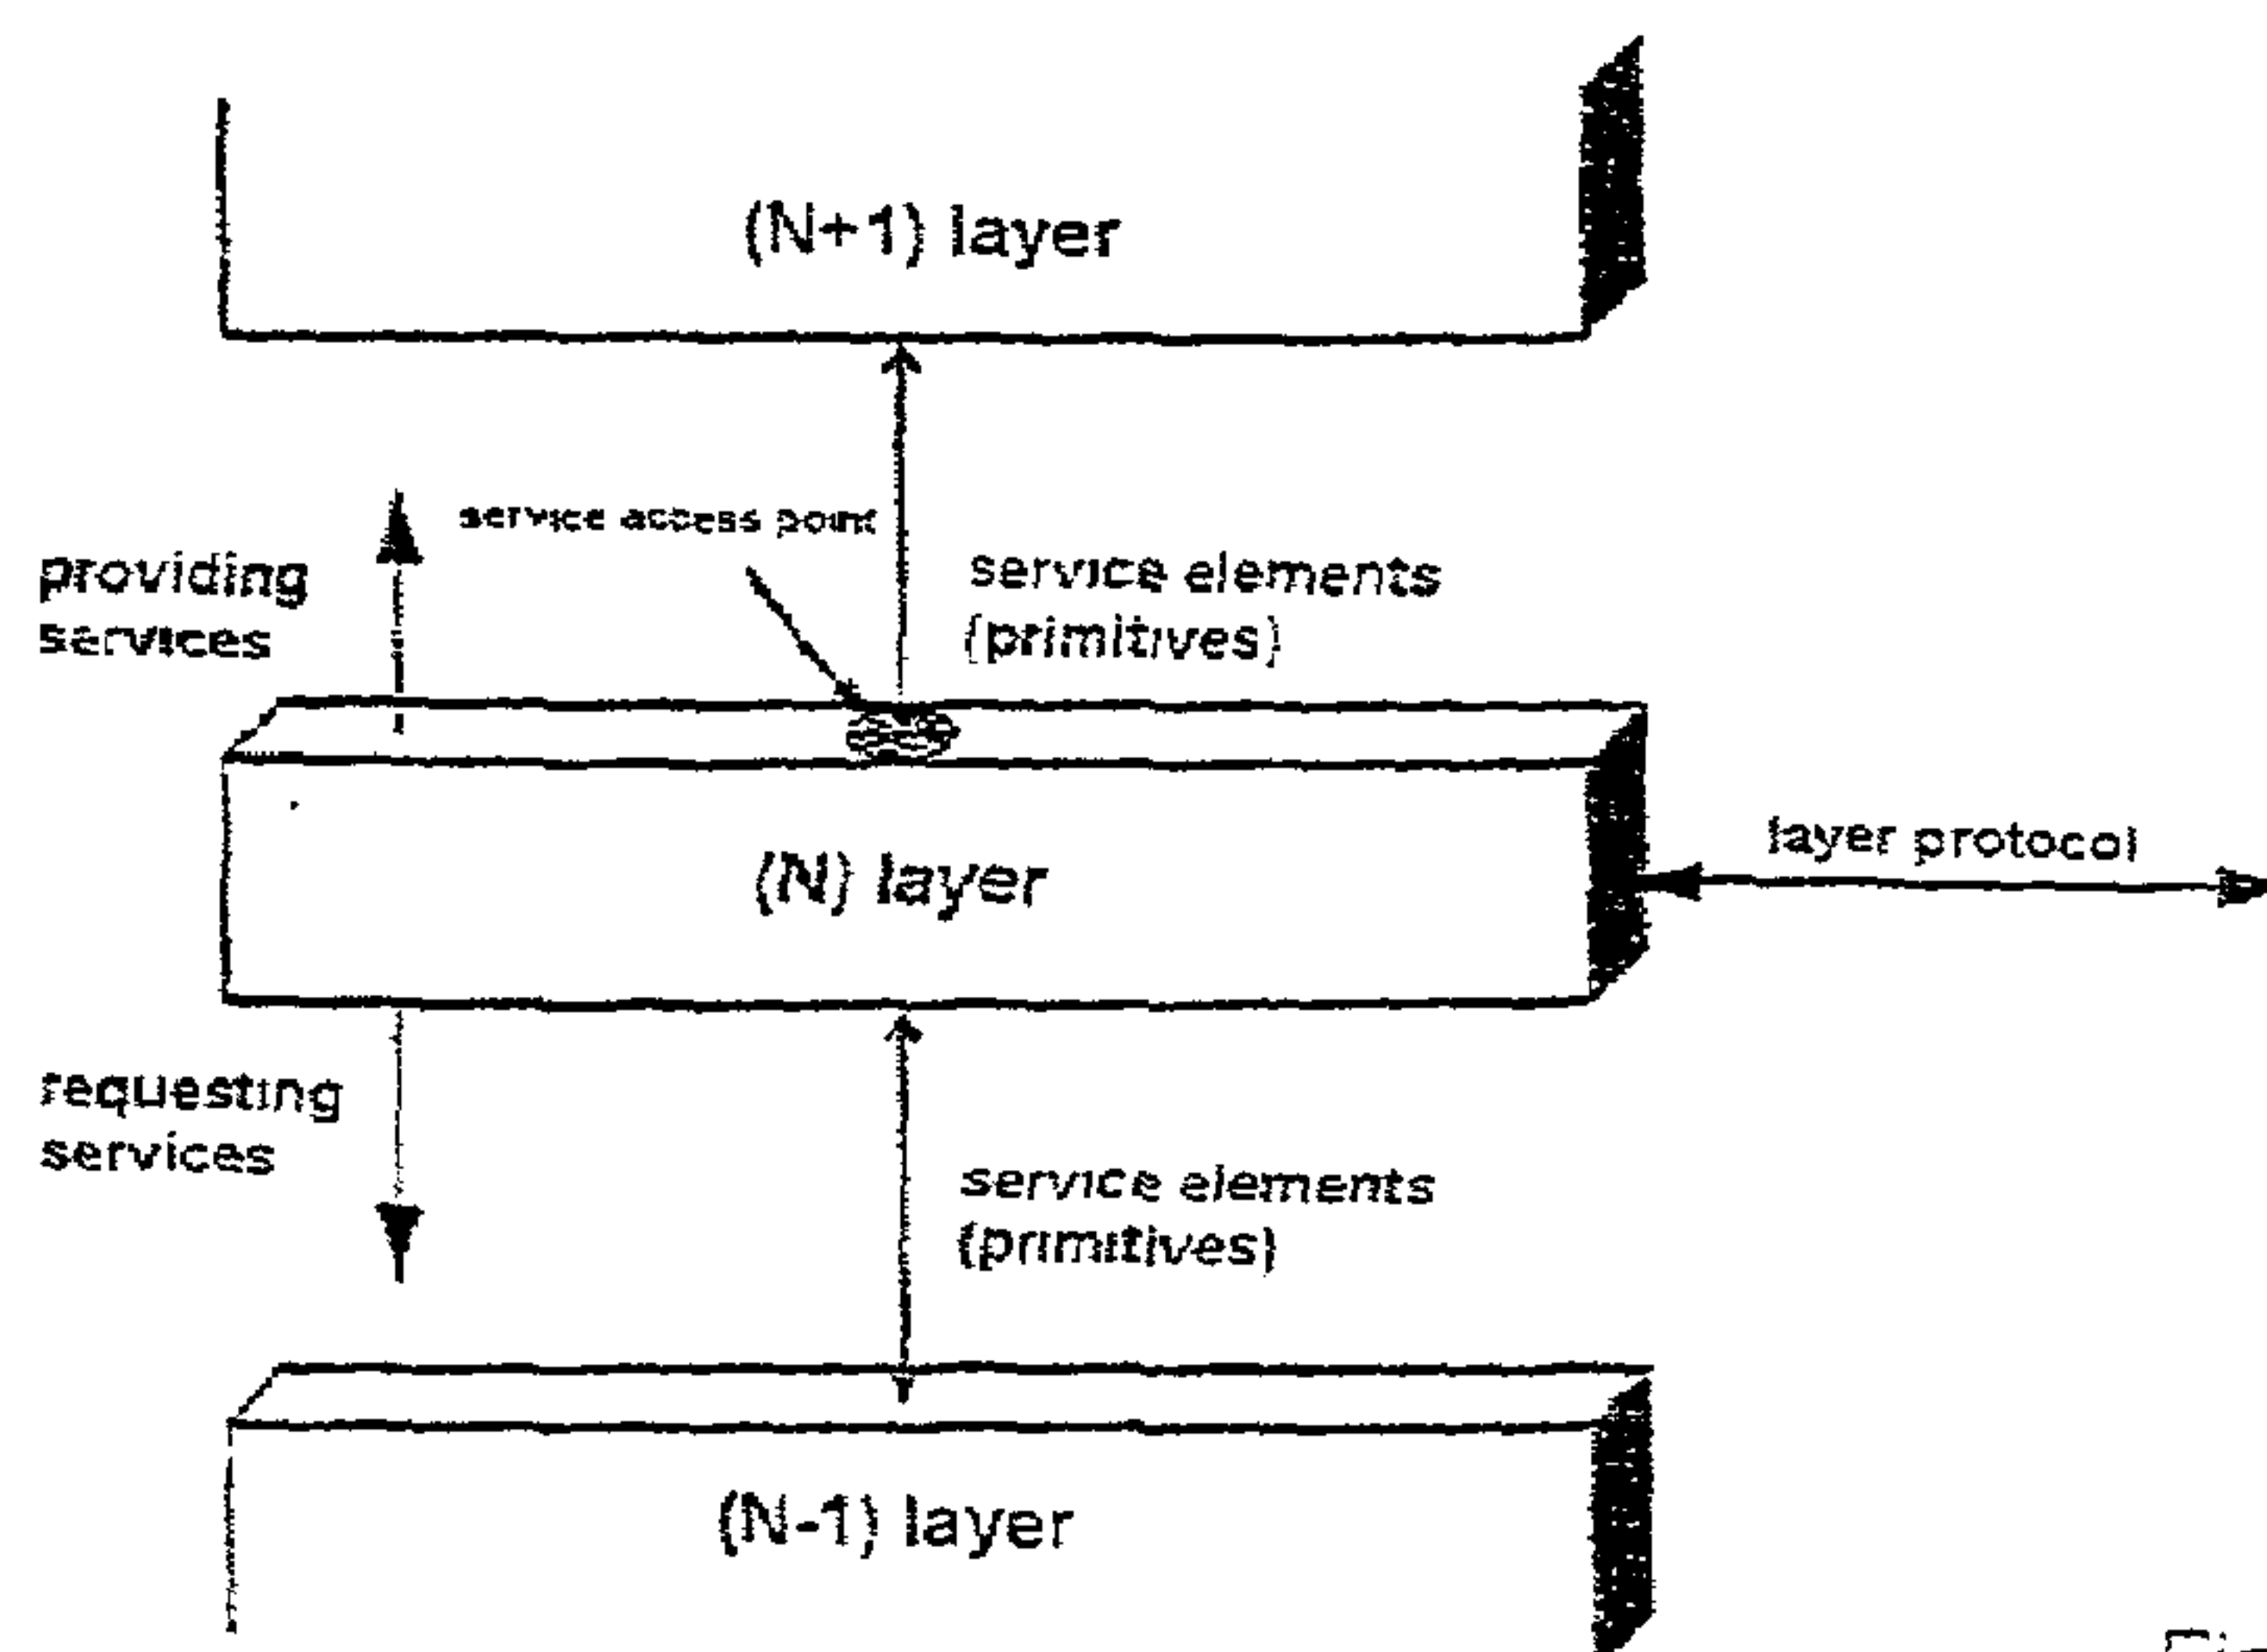 (N+1) layer
service access point
providing
services
service elements
(primitives)
(N) layer
layer protocol
requesting
services
service elements
(primitives)
(N-1) layer